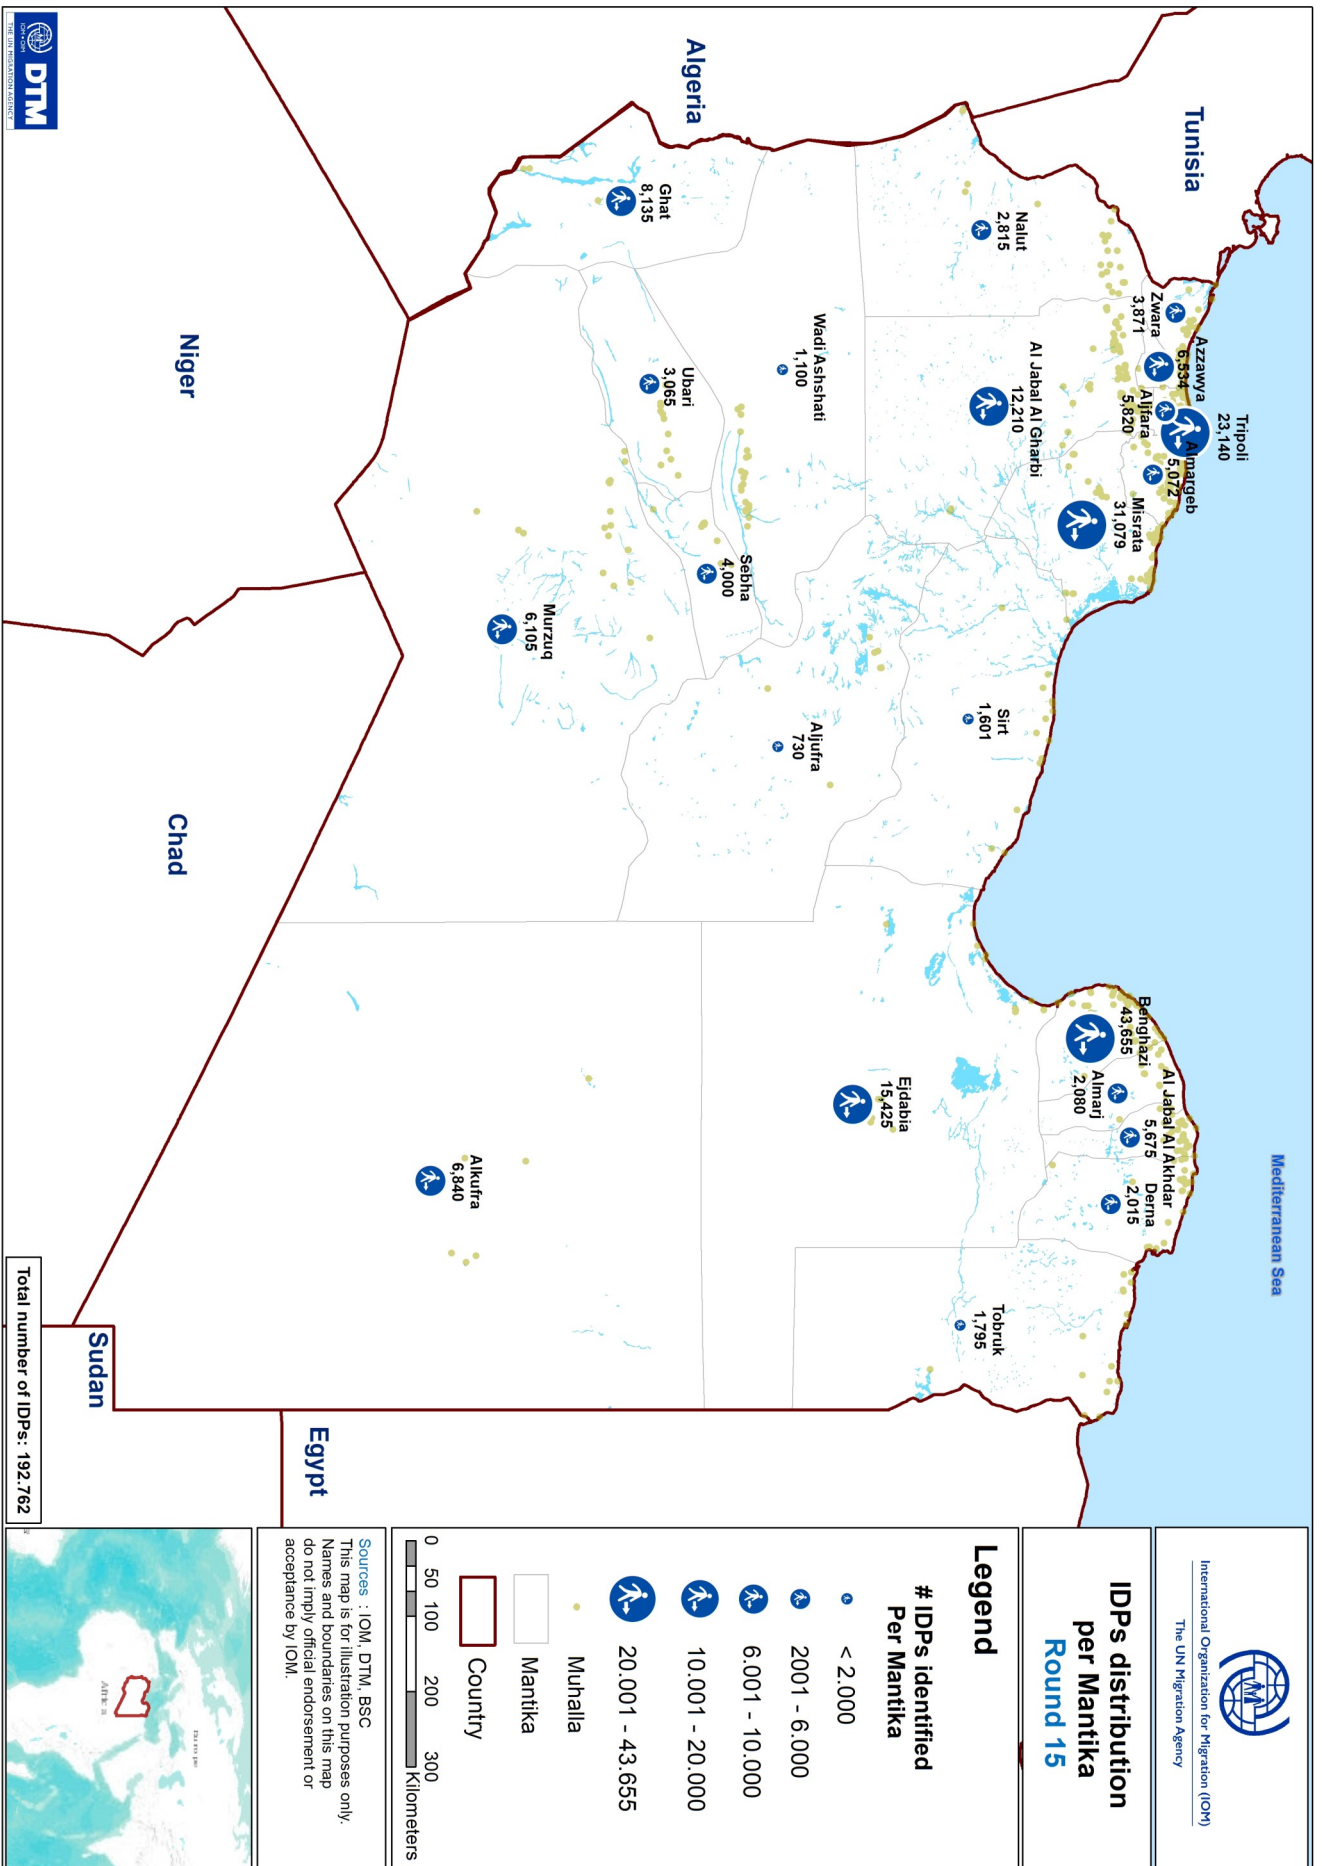 Mediterranean Sea
Tunisia
Algeria
Niger
Chad
Sudan
Egypt
Tripoli
23,140
Azzawya
6,534
Zwara
3,871
Aljfara
5,820
Almargeb
5,072
Misrata
31,079
Nalut
2,815
Al Jabal Al Gharbi
12,210
Sirt
1,601
Benghazi
43,655
Almarj
2,080
Al Jabal Al Akhdar
5,675
Derna
2,015
Tobruk
1,795
Ejdabia
15,425
Wadi Ashshati
1,100
Aljufra
730
Sebha
4,000
Ubari
3,065
Ghat
8,135
Murzuq
6,105
Alkufra
6,840
IOM • OIM
DTM
THE UN MIGRATION AGENCY
Total number of IDPs: 192.762
International Organization for Migration (IOM)
The UN Migration Agency
IDPs distribution
per Mantika
Round 15
Legend
# IDPs identified
Per Mantika
< 2.000
2001 - 6.000
6.001 - 10.000
10.001 - 20.000
20.001 - 43.655
Muhalla
Mantika
Country
0 50 100 200 300
Kilometers
Sources : IOM, DTM, BSC
This map is for illustration purposes only.
Names and boundaries on this map
do not imply official endorsement or
acceptance by IOM.
Europe
Africa